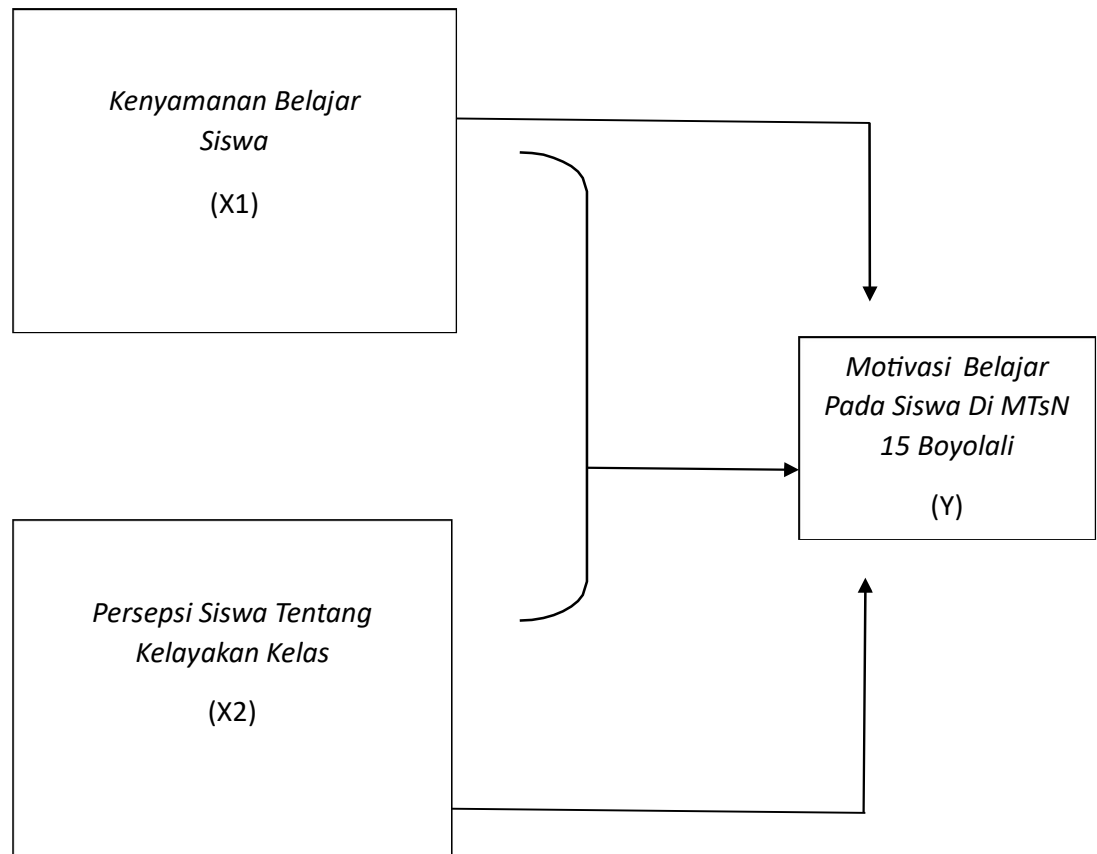 Kenyamanan Belajar
Siswa
(X1)
Motivasi Belajar
Pada Siswa Di MTsN
15 Boyolali
(Y)
Persepsi Siswa Tentang
Kelayakan Kelas
(X2)